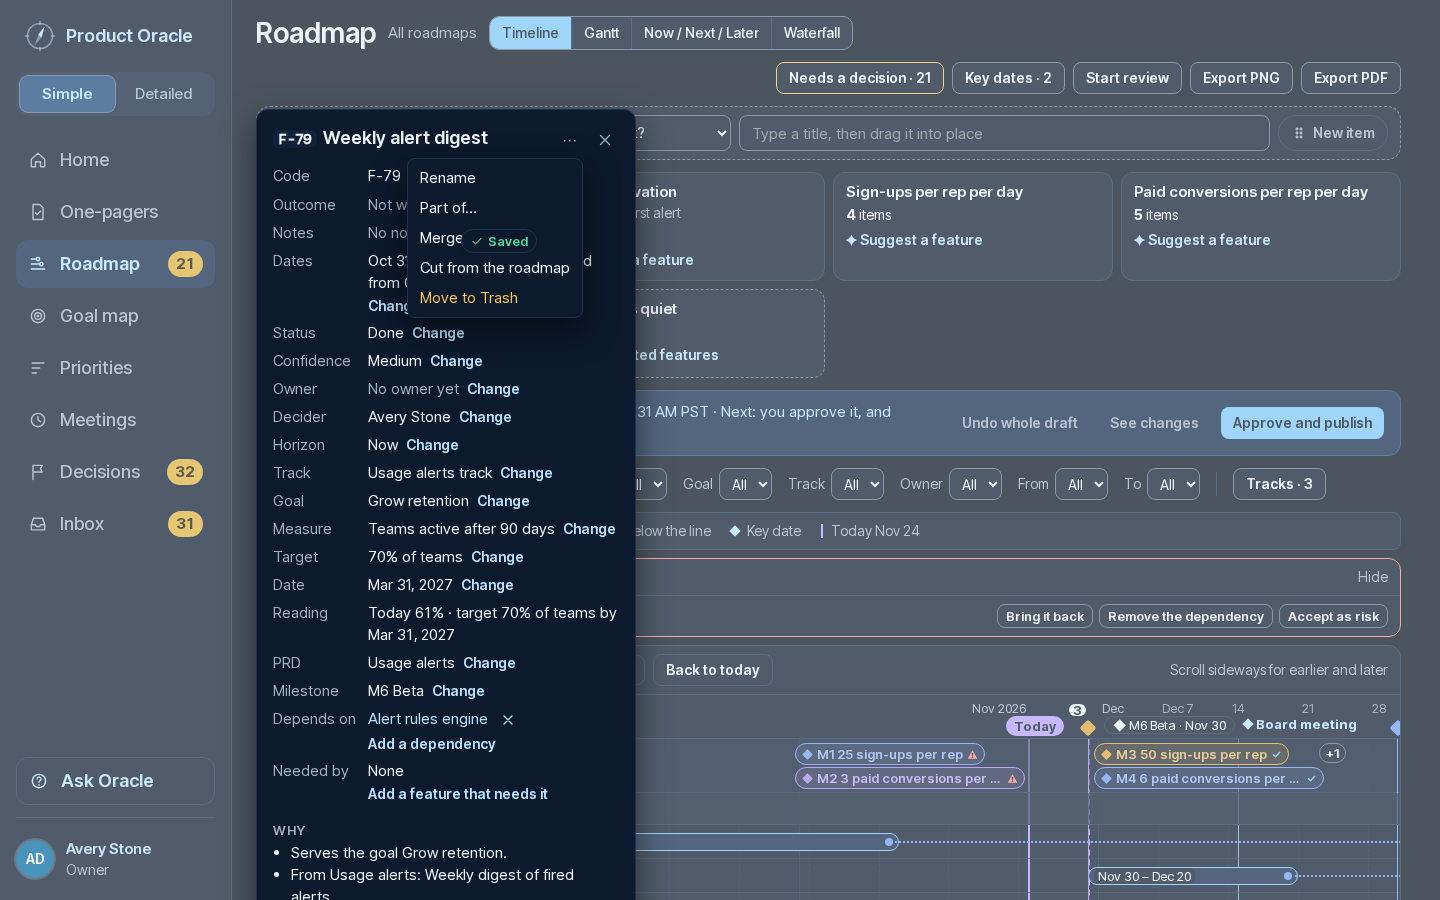 Product Oracle
Simple
Detailed
Home
One-pagers
Roadmap
21
Goal map
Priorities
Meetings
Decisions
32
Inbox
31
Ask Oracle
AD
Avery Stone
Owner
Roadmap
All roadmaps
Timeline
Gantt
Now / Next / Later
Waterfall
Needs a decision · 21
Key dates · 2
Start review
Export PNG
Export PDF
Type a title, then drag it into place
New item
Sign-ups per rep per day
4 items
Suggest a feature
Paid conversions per rep per day
5 items
Suggest a feature
a feature
quiet
features
31 AM PST · Next: you approve it, and
Undo whole draft
See changes
Approve and publish
Goal
All
Track
All
Owner
All
From
All
To
All
Tracks · 3
the line
Key date
Today Nov 24
Hide
Bring it back
Remove the dependency
Accept as risk
Back to today
Scroll sideways for earlier and later
Nov 2026
3
Dec
Dec 7
14
21
28
Today
M6 Beta · Nov 30
Board meeting
M1 25 sign-ups per rep
M3 50 sign-ups per rep
+1
M2 3 paid conversions per ...
M4 6 paid conversions per ...
Nov 30 – Dec 20
F-79
Weekly alert digest
Code
F-79
Outcome
Not
Notes
No
Dates
Oct
from
Rename
Part of...
Merge
Saved
Cut from the roadmap
Move to Trash
Status
Done
Change
Confidence
Medium
Change
Owner
No owner yet
Change
Decider
Avery Stone
Change
Horizon
Now
Change
Track
Usage alerts track
Change
Goal
Grow retention
Change
Measure
Teams active after 90 days
Change
Target
70% of teams
Change
Date
Mar 31, 2027
Change
Reading
Today 61% · target 70% of teams by
Mar 31, 2027
PRD
Usage alerts
Change
Milestone
M6 Beta
Change
Depends on
Alert rules engine
Add a dependency
Needed by
None
Add a feature that needs it
WHY
Serves the goal Grow retention.
From Usage alerts: Weekly digest of fired
alerts